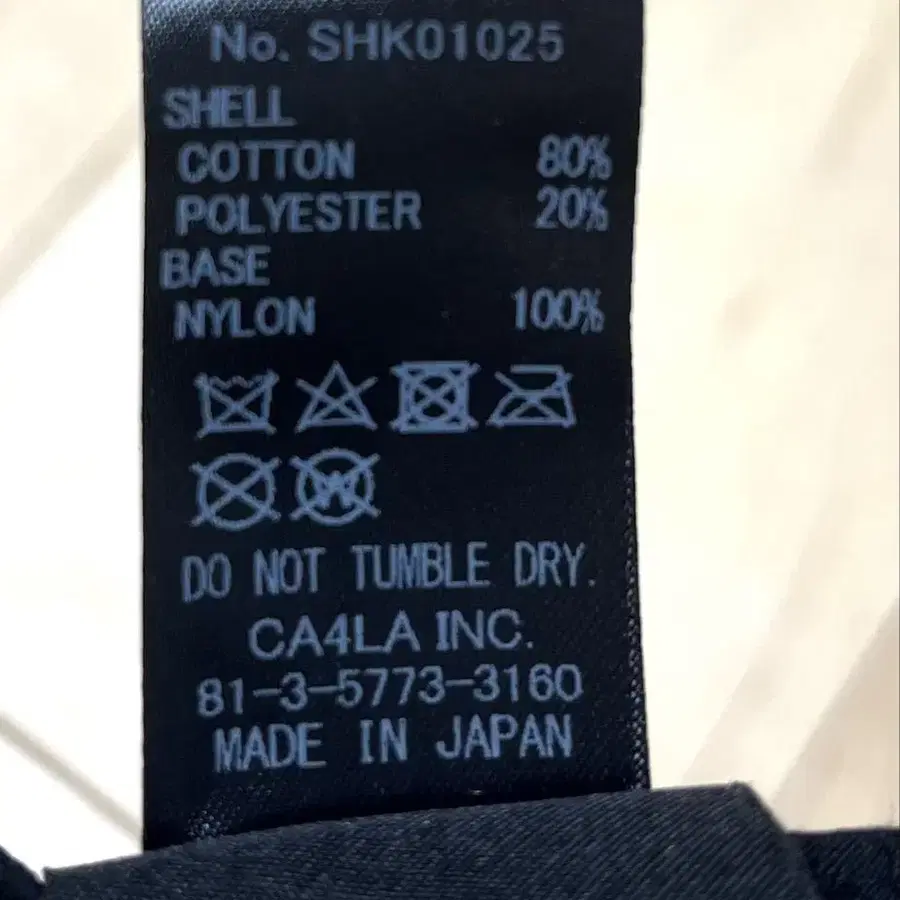 No. SHK01025
SHELL
COTTON 80%
POLYESTER 20%
BASE
NYLON 100%
W
DO NOT TUMBLE DRY.
CA4LA INC.
81-3-5773-3160
MADE IN JAPAN